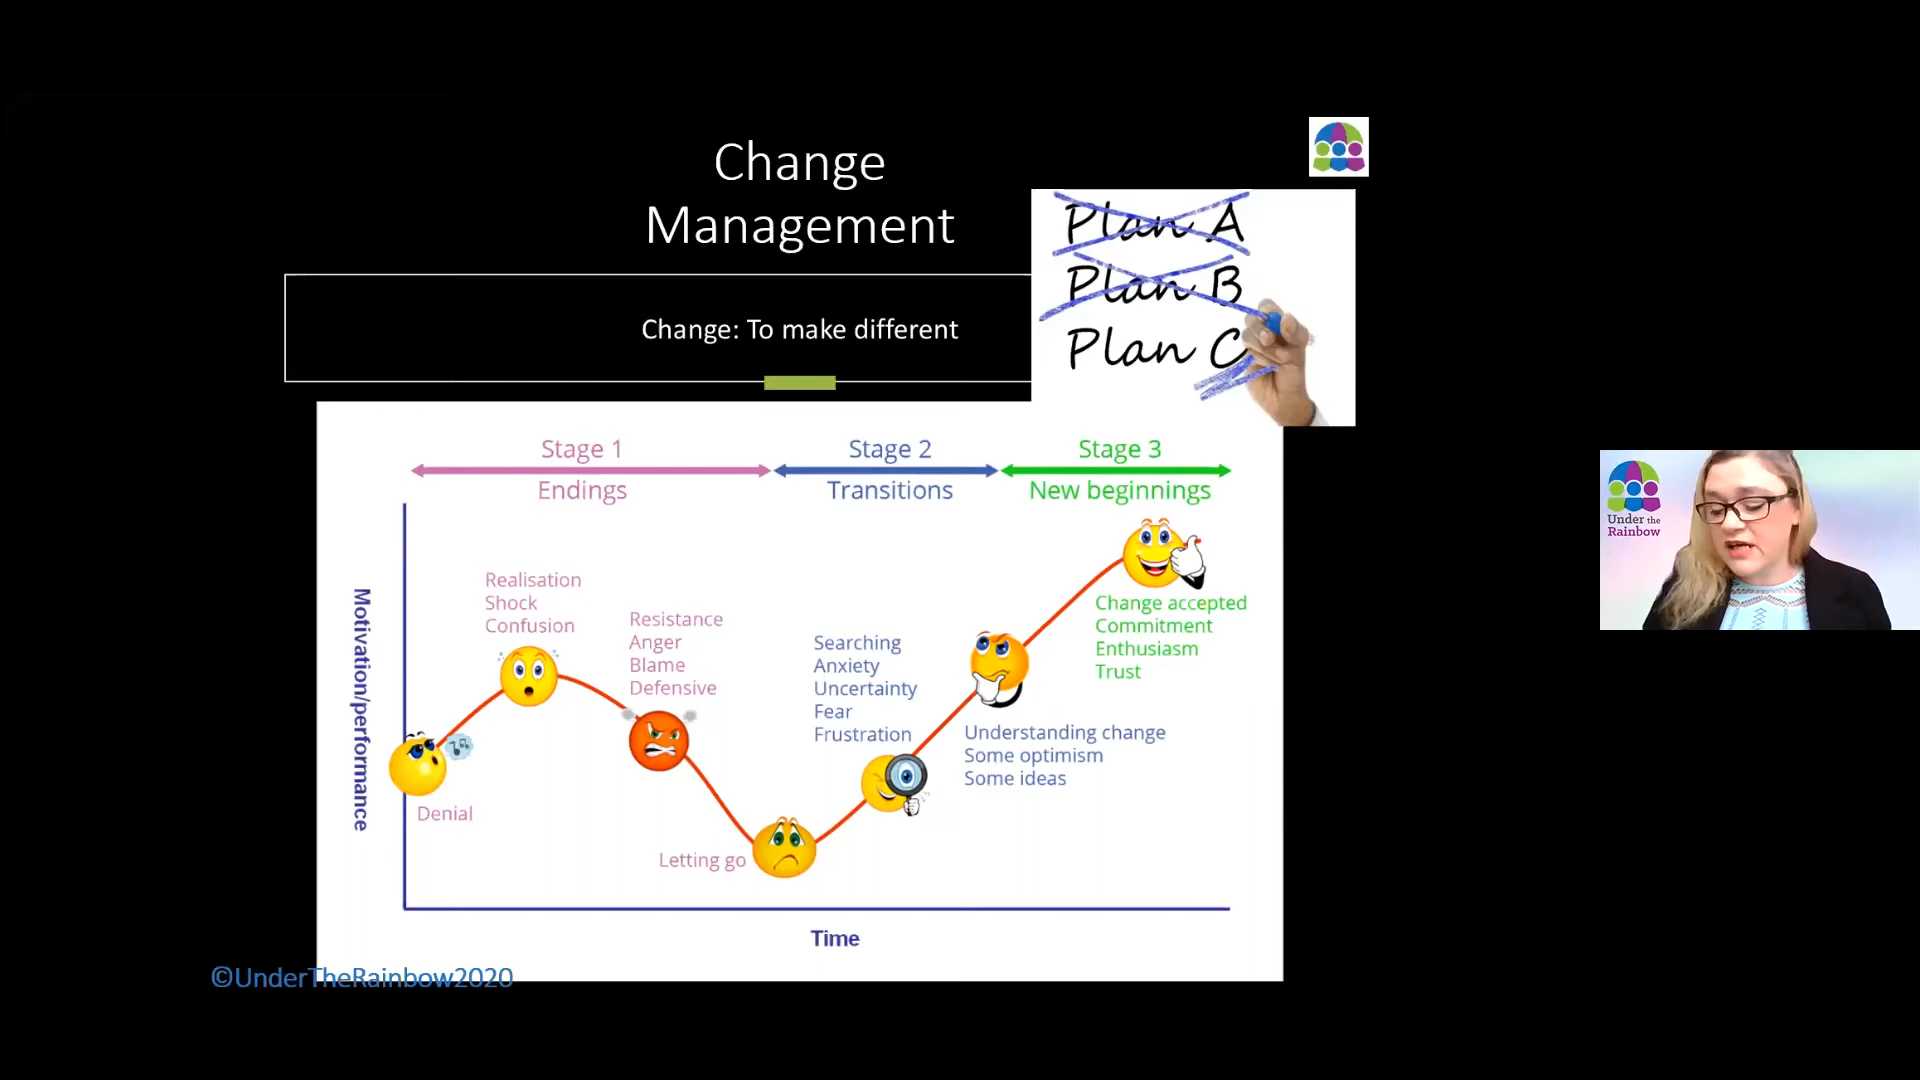 Change
Management
Plan A
Plan B
Plan C
Change: To make different
Stage 1
Stage 2
Stage 3
Endings
Transitions
New beginnings
Motivation/performance
Realisation
Shock
Confusion
Resistance
Anger
Blame
Defensive
Denial
Letting go
Searching
Anxiety
Uncertainty
Fear
Frustration
Understanding change
Some optimism
Some ideas
Change accepted
Commitment
Enthusiasm
Trust
Time
©UnderTheRainbow2020
Under the
Rainbow